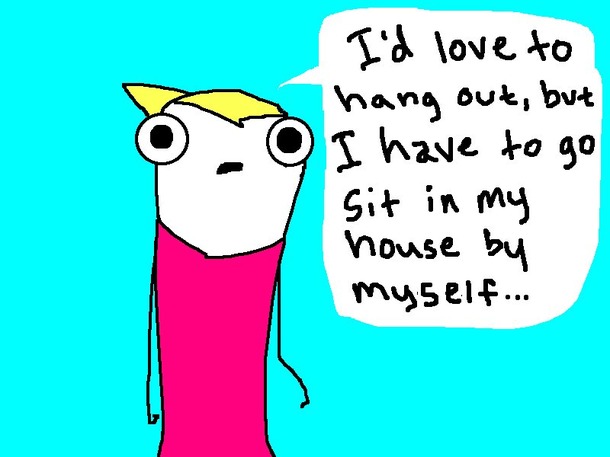 I'd love to
hang out, but
I have to go
sit in my
house by
myself...